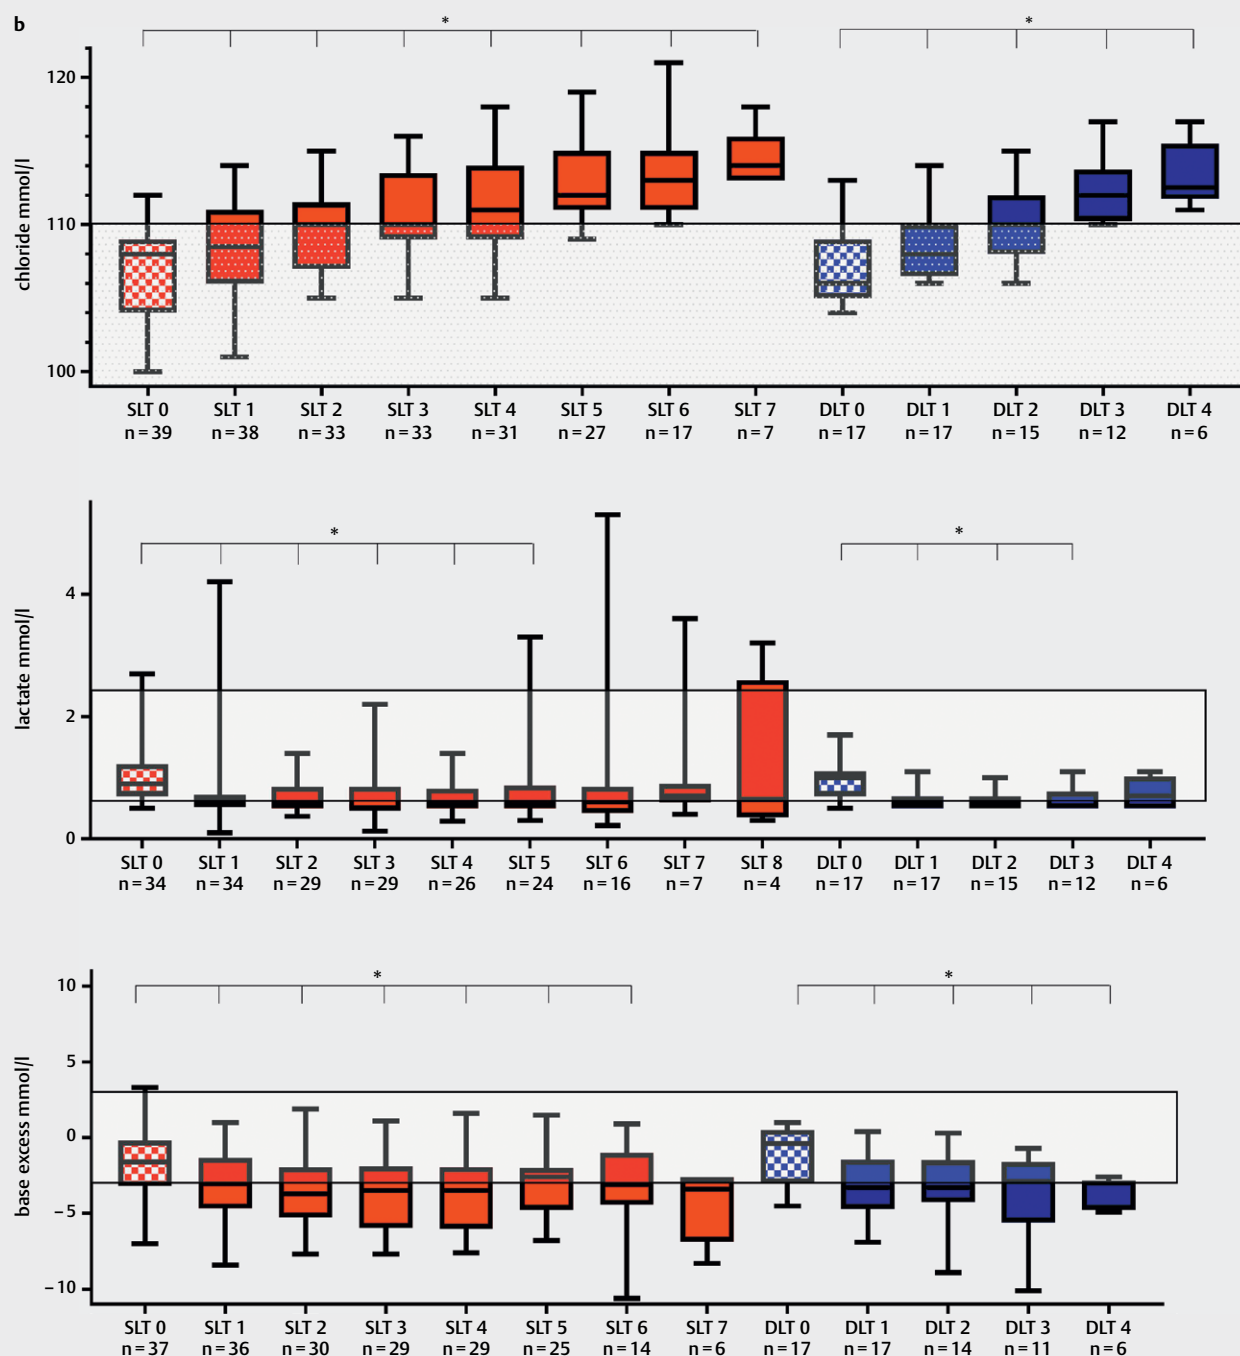 b
*
*
chloride mmol/l
120
110
100
SLT 0 SLT 1 SLT 2 SLT 3 SLT 4 SLT 5 SLT 6 SLT 7 DLT 0 DLT 1 DLT 2 DLT 3 DLT 4
n=39 n=38 n=33 n=33 n=31 n=27 n=17 n=7 n=17 n=17 n=15 n=12 n=6
*
*
lactate mmol/l
4
2
0
SLT 0 SLT 1 SLT 2 SLT 3 SLT 4 SLT 5 SLT 6 SLT 7 SLT 8 DLT 0 DLT 1 DLT 2 DLT 3 DLT 4
n=34 n=34 n=29 n=29 n=26 n=24 n=16 n=7 n=4 n=17 n=17 n=15 n=12 n=6
*
*
base excess mmol/l
10
5
0
−5
−10
SLT 0 SLT 1 SLT 2 SLT 3 SLT 4 SLT 5 SLT 6 SLT 7 DLT 0 DLT 1 DLT 2 DLT 3 DLT 4
n=37 n=36 n=30 n=29 n=29 n=25 n=14 n=6 n=17 n=17 n=14 n=11 n=6